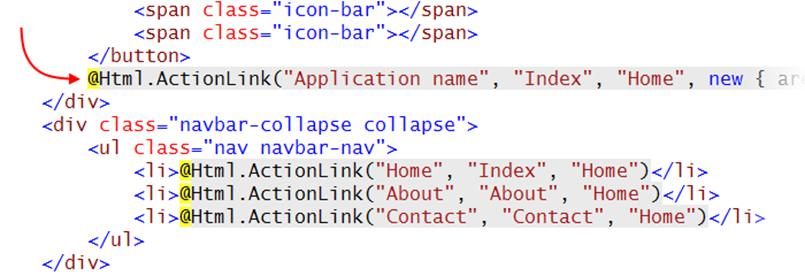 <span class="icon-bar"></span>
<span class="icon-bar"></span>
</button>
@Html.ActionLink("Application name", "Index", "Home", new {
</div>
<div class="navbar-collapse collapse">
<ul class="nav navbar-nav">
<li>@Html.ActionLink("Home", "Index", "Home")</li>
<li>@Html.ActionLink("About", "About", "Home")</li>
<li>@Html.ActionLink("Contact", "Contact", "Home")</li>
</ul>
</div>